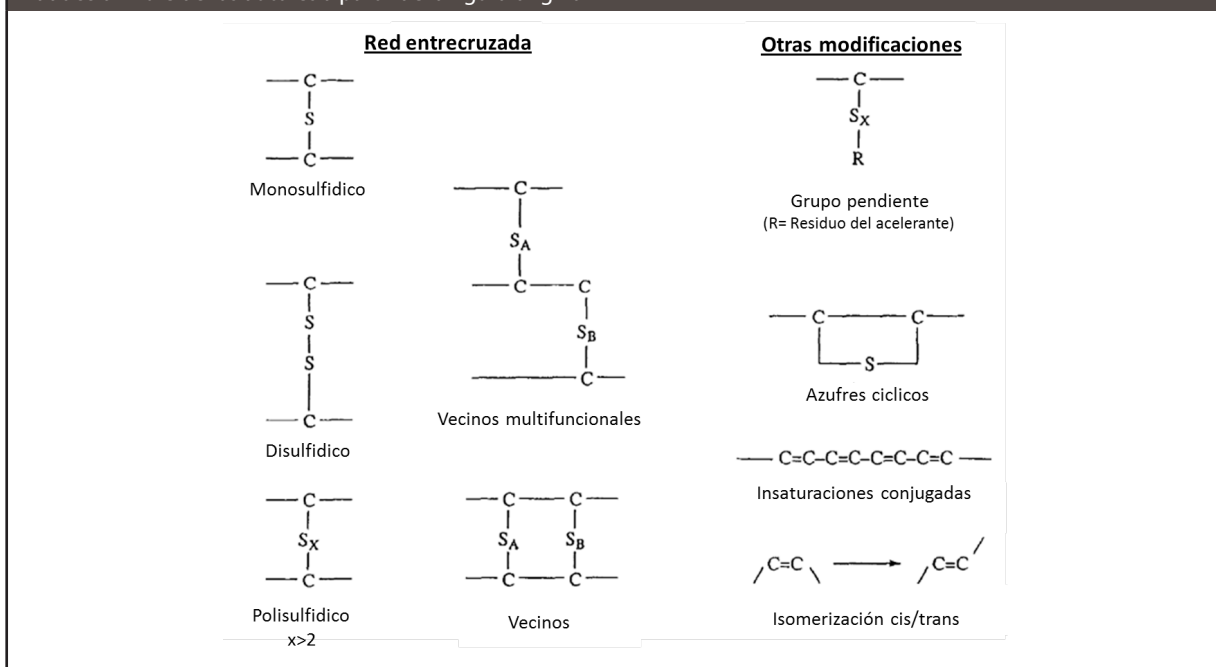 Red entrecruzada
C
S
C
Monosulfidico
C
S
S
C
Disulfidico
C
Sx
C
Polisulfidico
x>2
C
SA
C C
SB
C
Vecinos multifuncionales
C C
SA SB
C C
Vecinos
Otras modificaciones
C
Sx
R
Grupo pendiente
(R= Residuo del acelerante)
C C
S
Azufres ciclicos
C=C–C=C–C=C–C=C
Insaturaciones conjugadas
C=C C=C
Isomerización cis/trans